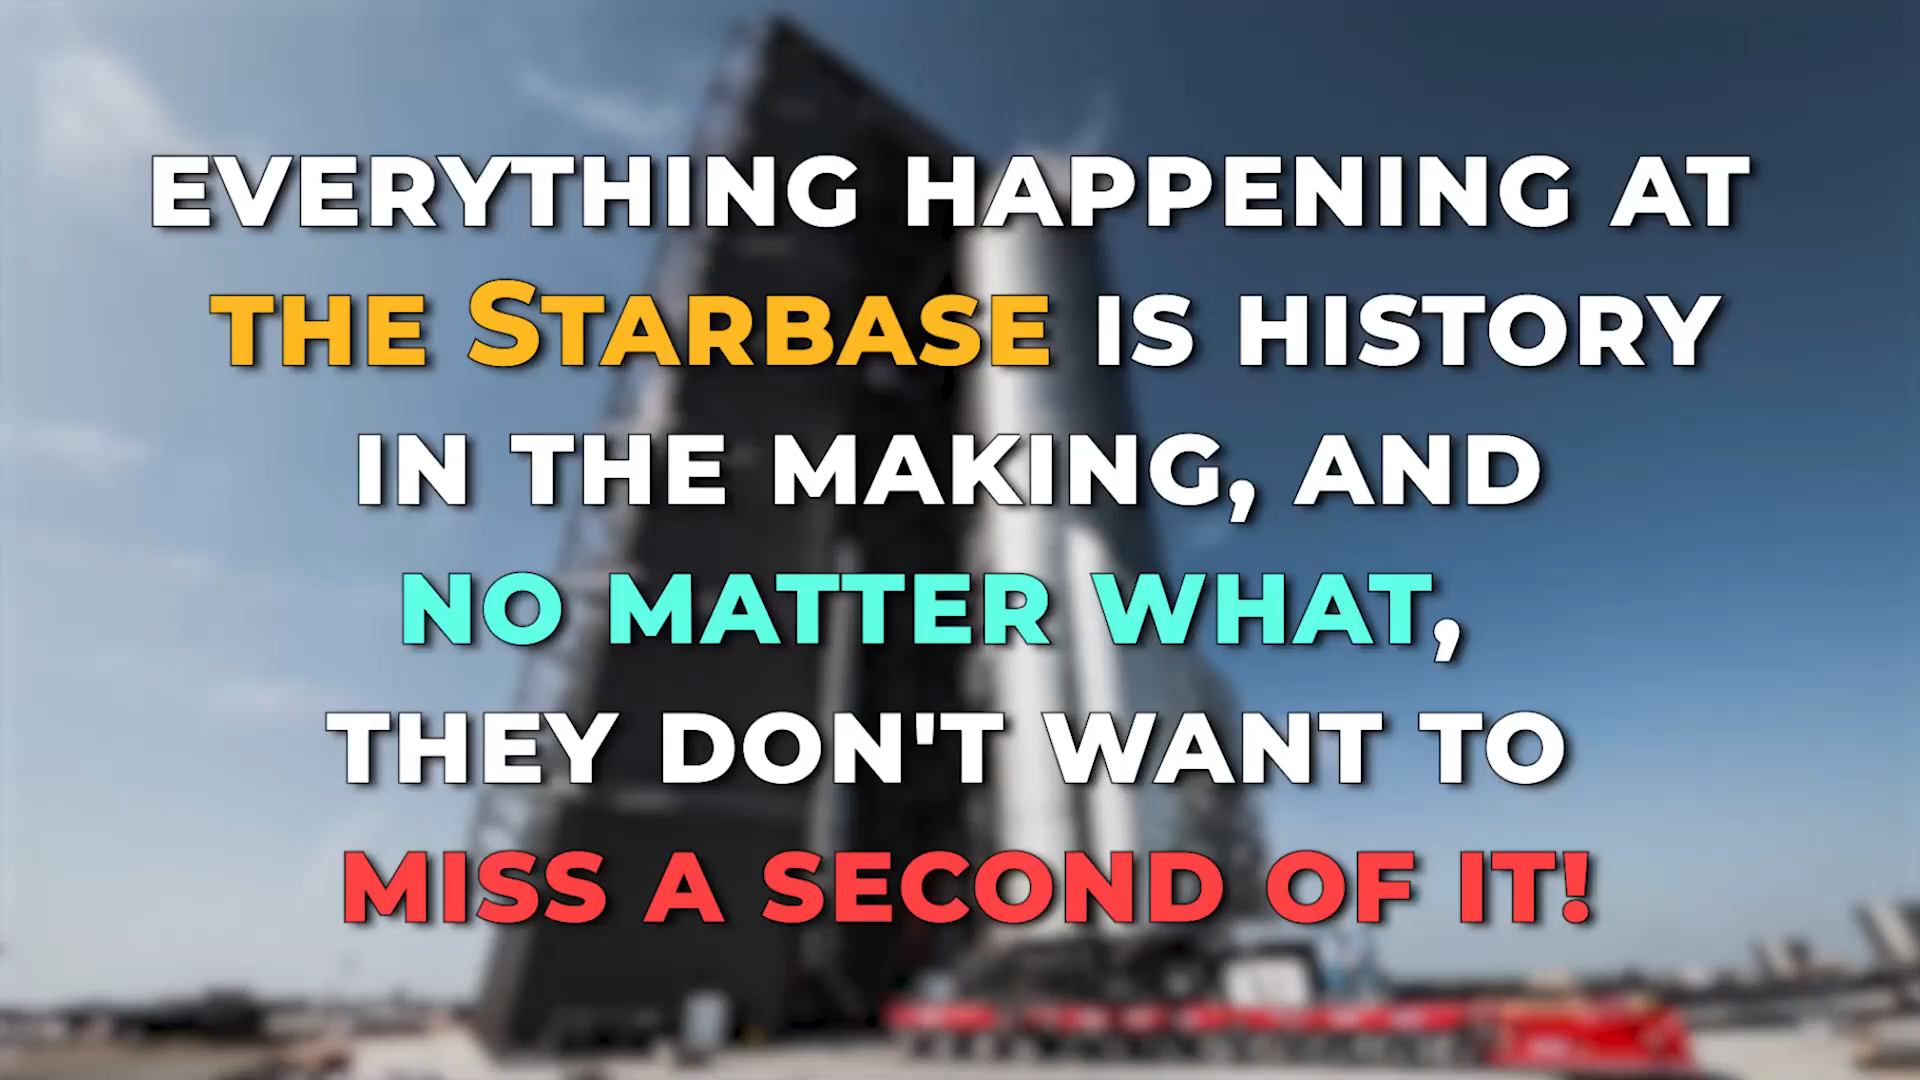 EVERYTHING HAPPENING AT
THE STARBASE IS HISTORY
IN THE MAKING, AND
NO MATTER WHAT,
THEY DON'T WANT TO
MISS A SECOND OF IT!